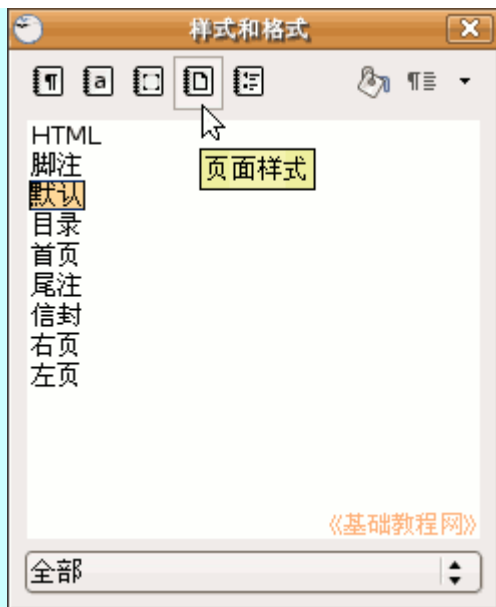 样式和格式
HTML
脚注
页面样式
默认
目录
首页
尾注
信封
右页
左页
《基础教程网》
全部